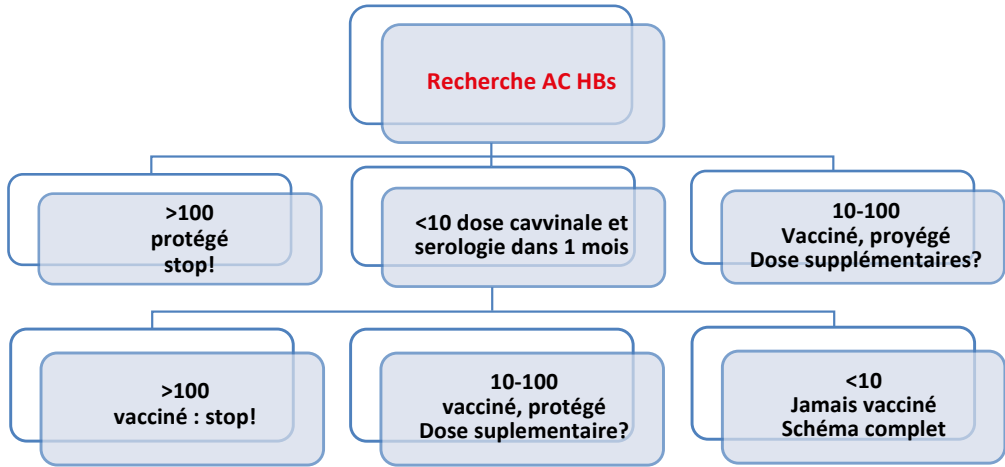 Recherche AC HBs
>100
protégé
stop!
<10 dose cavvinale et
serologie dans 1 mois
10-100
Vacciné, proyégé
Dose supplémentaires?
>100
vacciné : stop!
10-100
vacciné, protégé
Dose suplementaire?
<10
Jamais vacciné
Schéma complet